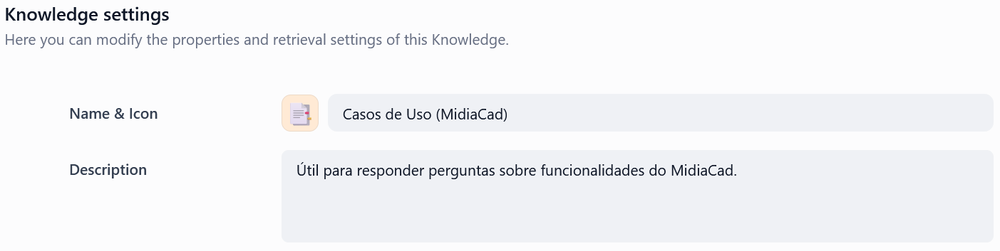 Knowledge settings
Here you can modify the properties and retrieval settings of this Knowledge.
Name & Icon
Casos de Uso (MidiaCad)
Description
Útil para responder perguntas sobre funcionalidades do MidiaCad.